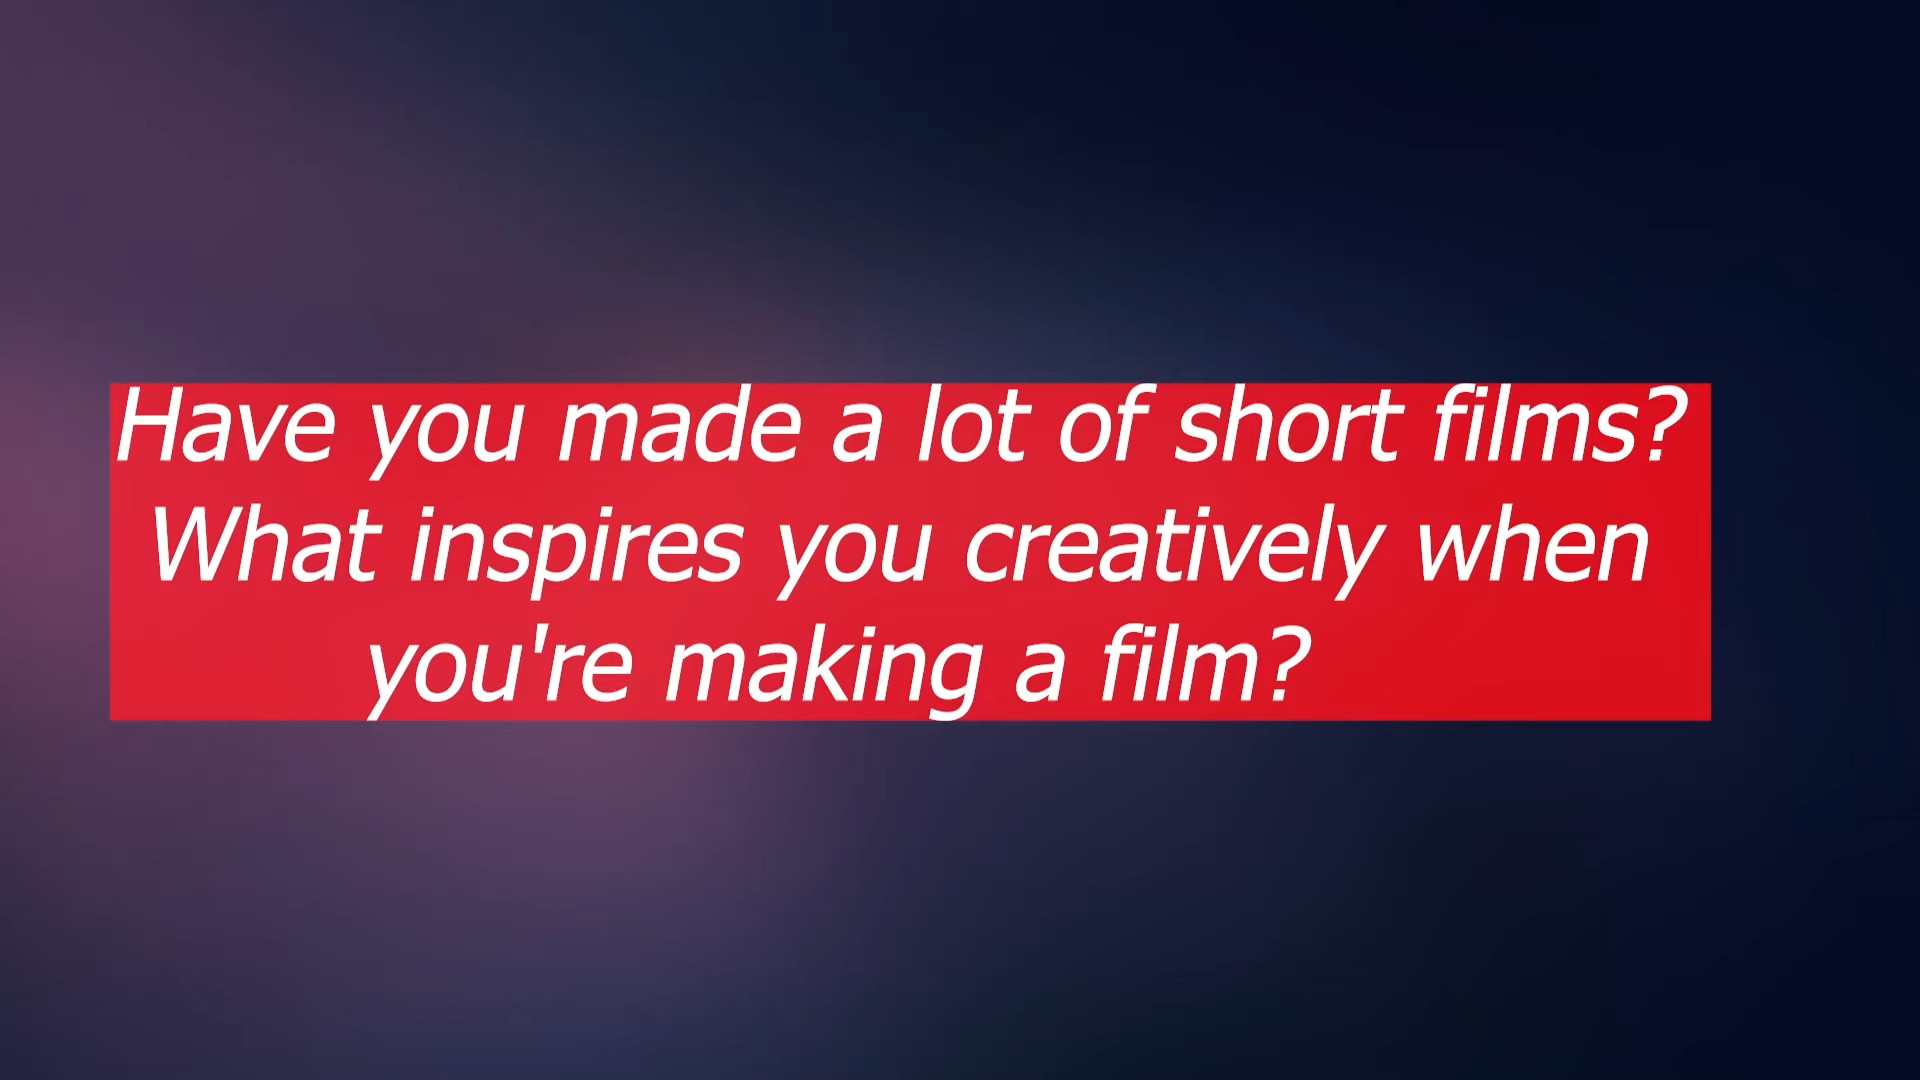 Have you made a lot of short films?
What inspires you creatively when
you're making a film?